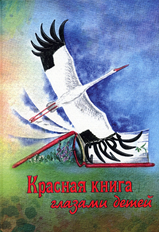 Красная книга
глазами детей